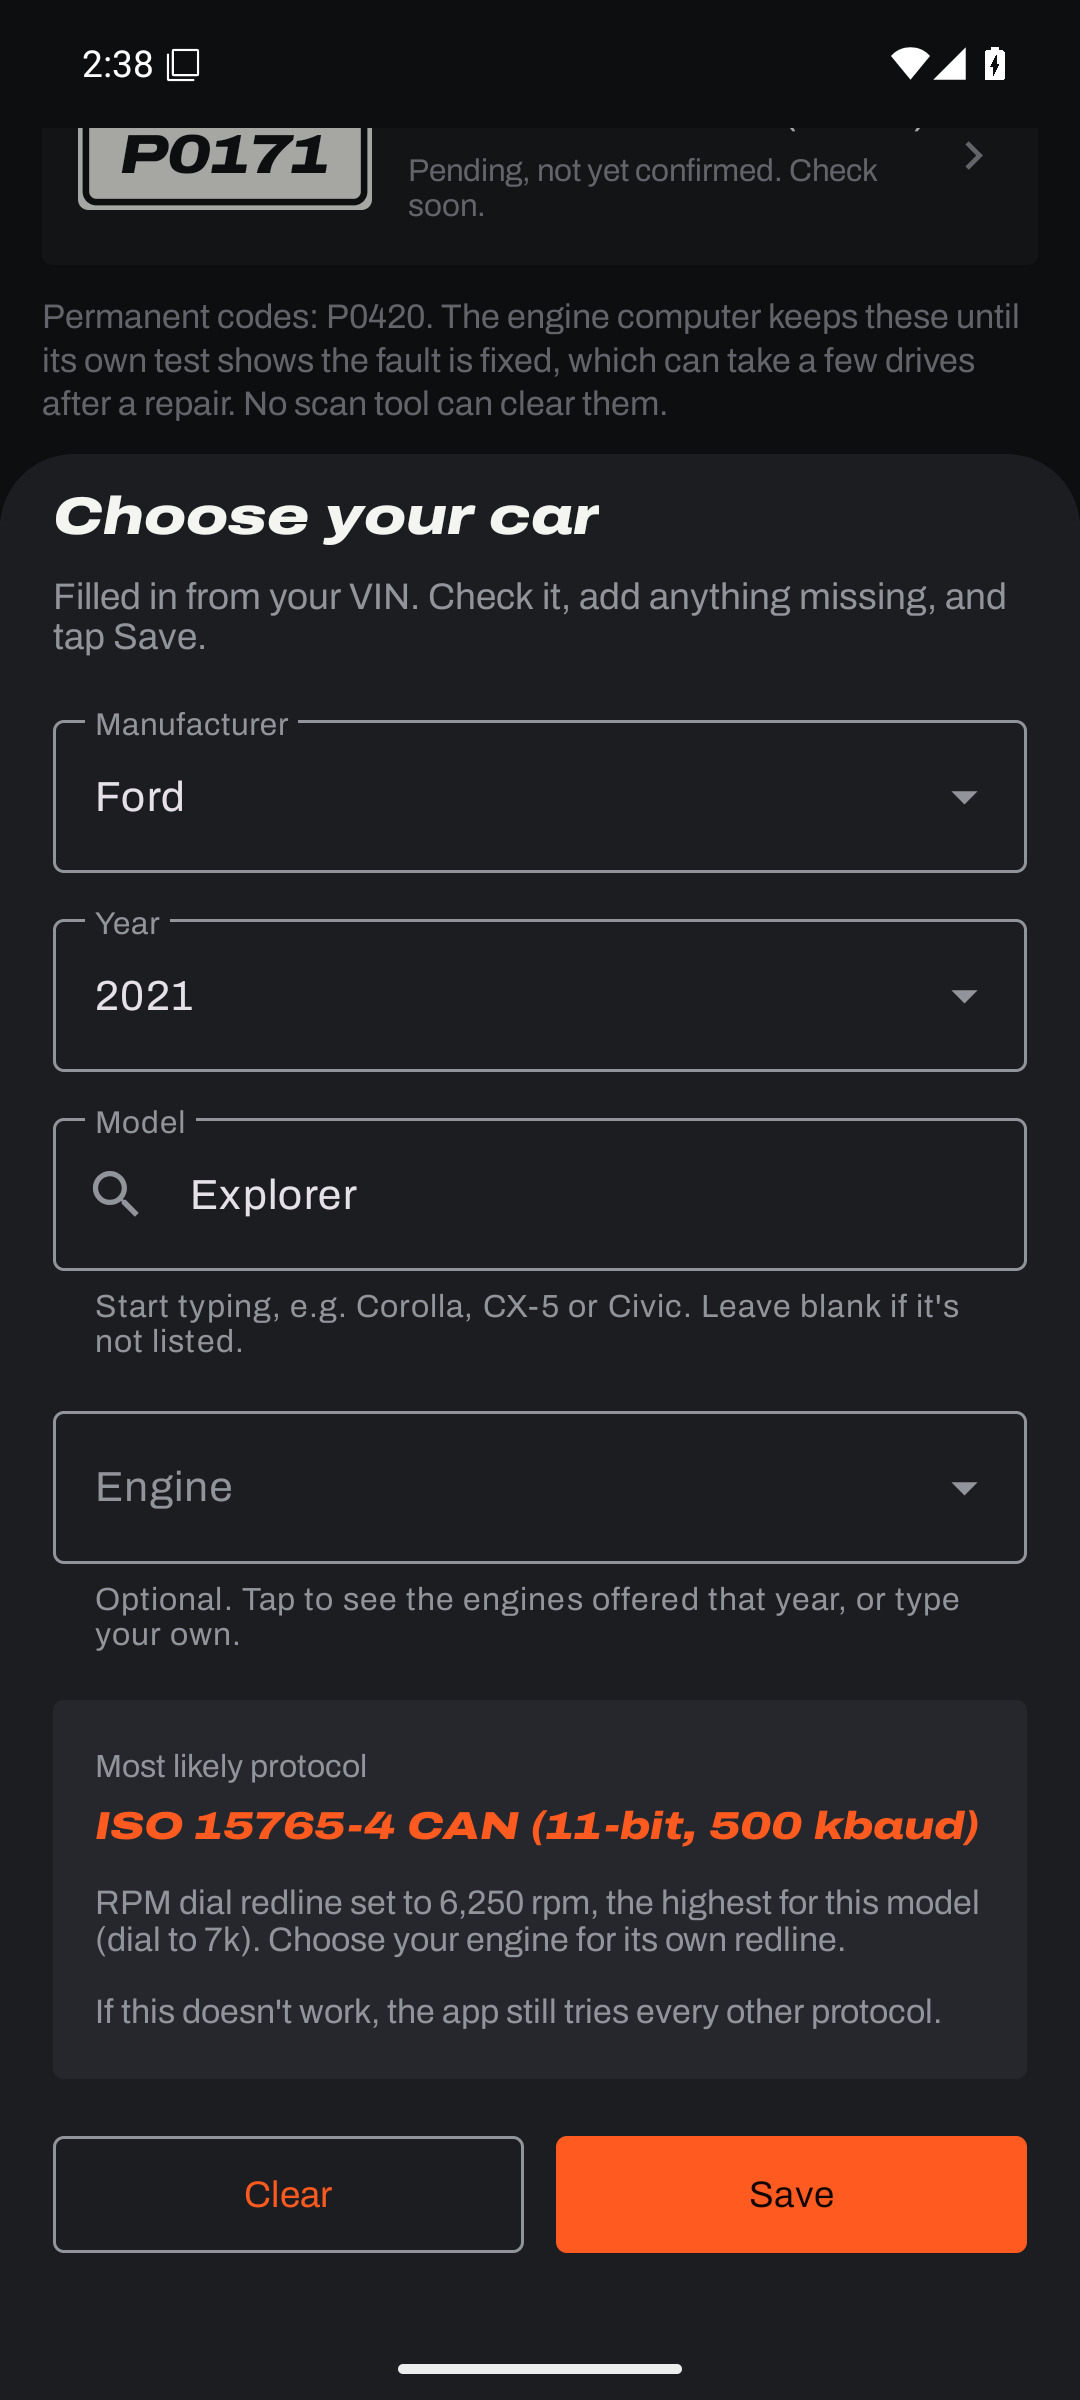 2:38
P0171
Pending, not yet confirmed. Check
soon.
Permanent codes: P0420. The engine computer keeps these until
its own test shows the fault is fixed, which can take a few drives
after a repair. No scan tool can clear them.
Choose your car
Filled in from your VIN. Check it, add anything missing, and
tap Save.
Manufacturer
Ford
Year
2021
Model
Explorer
Start typing, e.g. Corolla, CX-5 or Civic. Leave blank if it's
not listed.
Engine
Optional. Tap to see the engines offered that year, or type
your own.
Most likely protocol
ISO 15765-4 CAN (11-bit, 500 kbaud)
RPM dial redline set to 6,250 rpm, the highest for this model
(dial to 7k). Choose your engine for its own redline.
If this doesn't work, the app still tries every other protocol.
Clear
Save